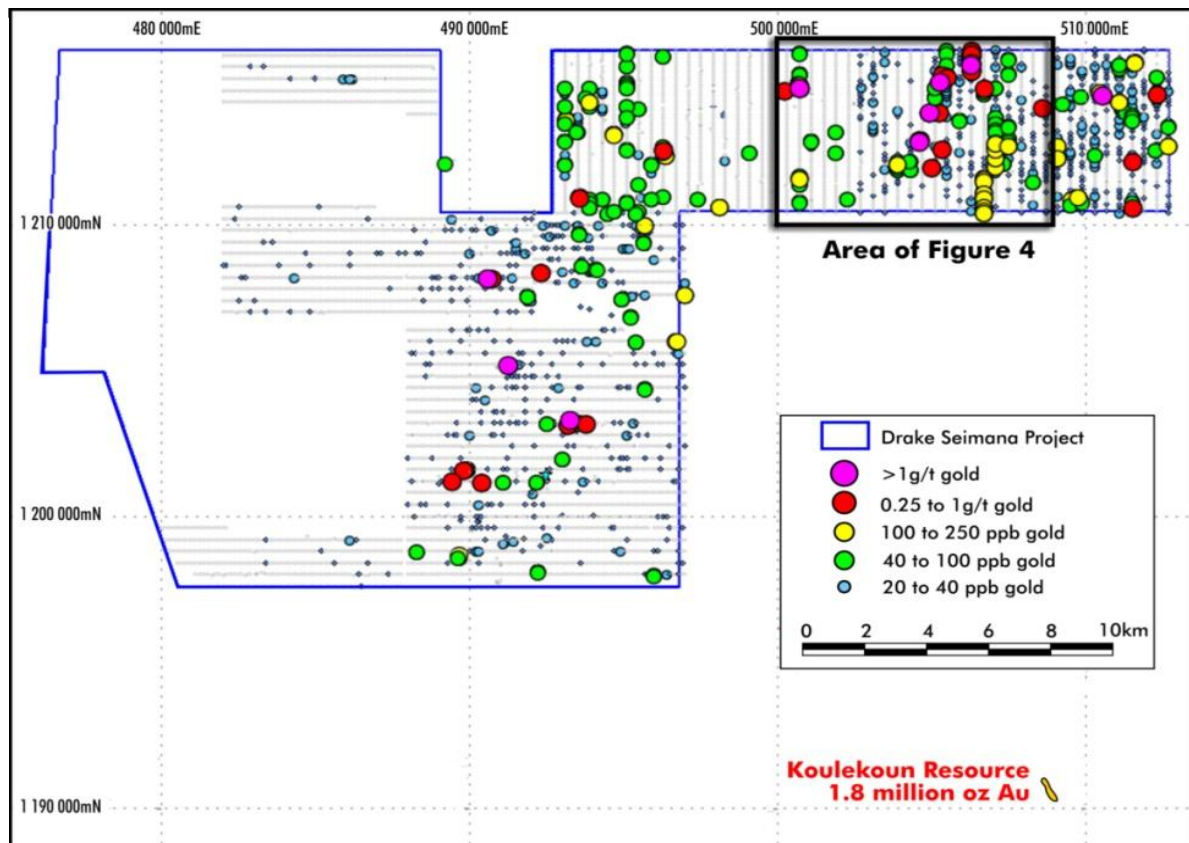 480 000mE 490 000mE 500 000mE 510 000mE
1 210 000mN
Area of Figure 4
Drake Seimana Project
>1g/t gold
0.25 to 1g/t gold
100 to 250 ppb gold
40 to 100 ppb gold
20 to 40 ppb gold
0 2 4 6 8 10km
1 200 000mN
Koulekoun Resource
1.8 million oz Au
1 190 000mN